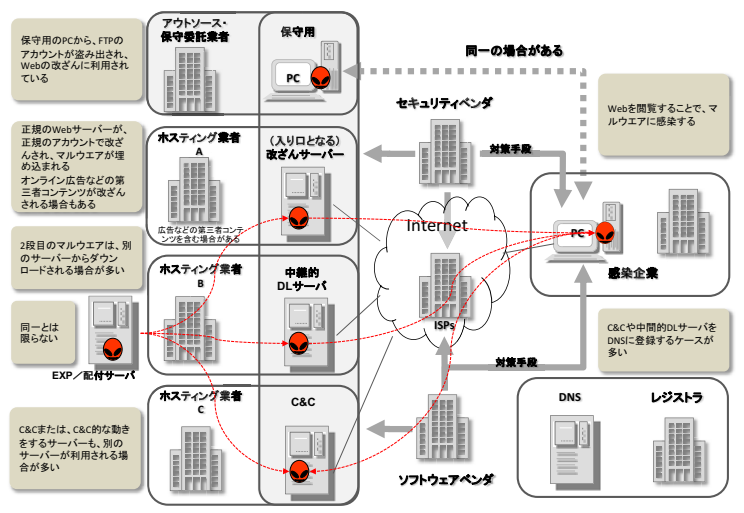 保守用のPCから、FTPの
アカウントが盗み出され、
Webの改ざんに利用され
ている
アウトソース・
保守委託業者
保守用
PC
同一の場合がある
Webを閲覧することで、マ
ルウエアに感染する
セキュリティベンダ
正規のWebサーバーが、
正規のアカウントで改ざ
んされ、マルウエアが埋
め込まれる
オンライン広告などの第
三者コンテンツが改ざん
される場合もある
ホスティング業者
A
広告などの第三者コンテ
ンツを含む場合がある
(入り口となる)
改ざんサーバー
対策手段
Internet
PC
感染企業
2段目のマルウエアは、別
のサーバーからダウン
ロードされる場合が多い
ホスティング業者
B
中継的
DLサーバ
ISPs
同一とは
限らない
EXP/配付サーバ
C&Cや中間的DLサーバを
DNSに登録するケースが
多い
対策手段
C&Cまたは、C&C的な動き
をするサーバーも、別の
サーバーが利用される場
合が多い
ホスティング業者
C
C&C
ソフトウェアベンダ
DNS
レジストラ